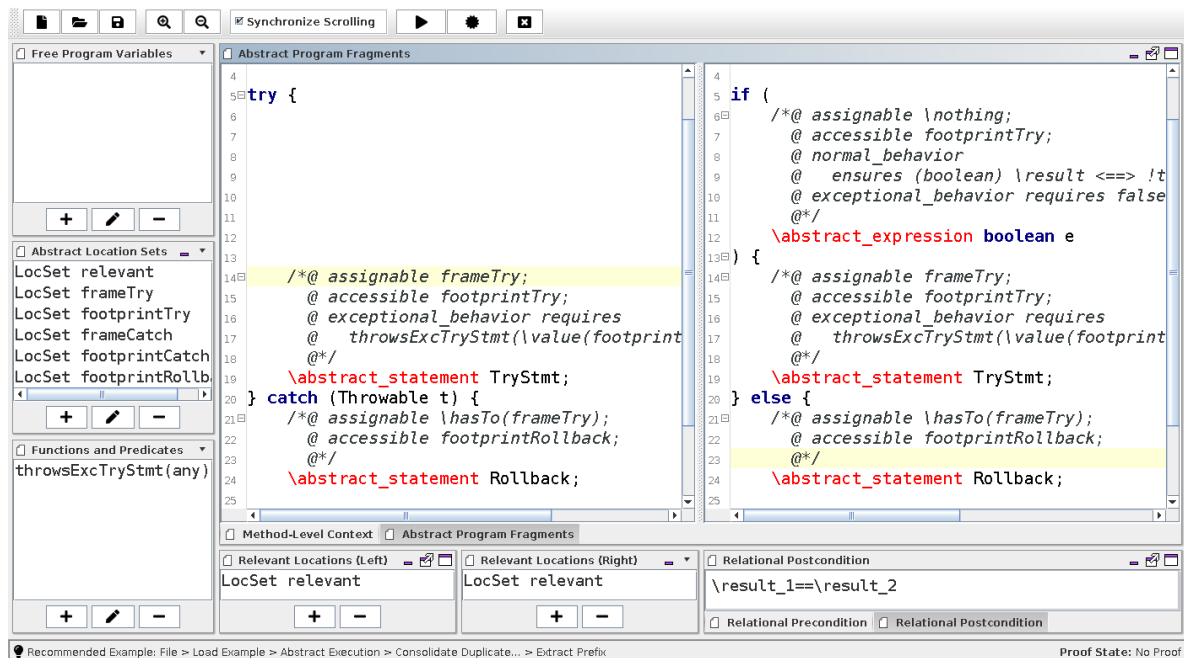 Synchronize Scrolling
Free Program Variables
Abstract Location Sets
LocSet relevant
LocSet frameTry
LocSet footprintTry
LocSet frameCatch
LocSet footprintCatch
LocSet footprintRollb
Functions and Predicates
throwsExcTryStmt(any)
Abstract Program Fragments
4
5 try {
6
7
8
9
10
11
12
13
14 /*@ assignable frameTry;
15 @ accessible footprintTry;
16 @ exceptional_behavior requires
17 @ throwsExcTryStmt(\value(footprint
18 @*/
19 \abstract_statement TryStmt;
20 } catch (Throwable t) {
21 /*@ assignable \hasTo(frameTry);
22 @ accessible footprintRollback;
23 @*/
24 \abstract_statement Rollback;
25
4
5 if (
6 /*@ assignable \nothing;
7 @ accessible footprintTry;
8 @ normal_behavior
9 @ ensures (boolean) \result <==> !t
10 @ exceptional_behavior requires false
11 @*/
12 \abstract_expression boolean e
13 ) {
14 /*@ assignable frameTry;
15 @ accessible footprintTry;
16 @ exceptional_behavior requires
17 @ throwsExcTryStmt(\value(footprint
18 @*/
19 \abstract_statement TryStmt;
20 } else {
21 /*@ assignable \hasTo(frameTry);
22 @ accessible footprintRollback;
23 @*/
24 \abstract_statement Rollback;
25
Method-Level Context
Abstract Program Fragments
Relevant Locations (Left)
LocSet relevant
Relevant Locations (Right)
LocSet relevant
Relational Postcondition
\result_1==\result_2
Relational Precondition
Relational Postcondition
Recommended Example: File > Load Example > Abstract Execution > Consolidate Duplicate... > Extract Prefix
Proof State: No Proof